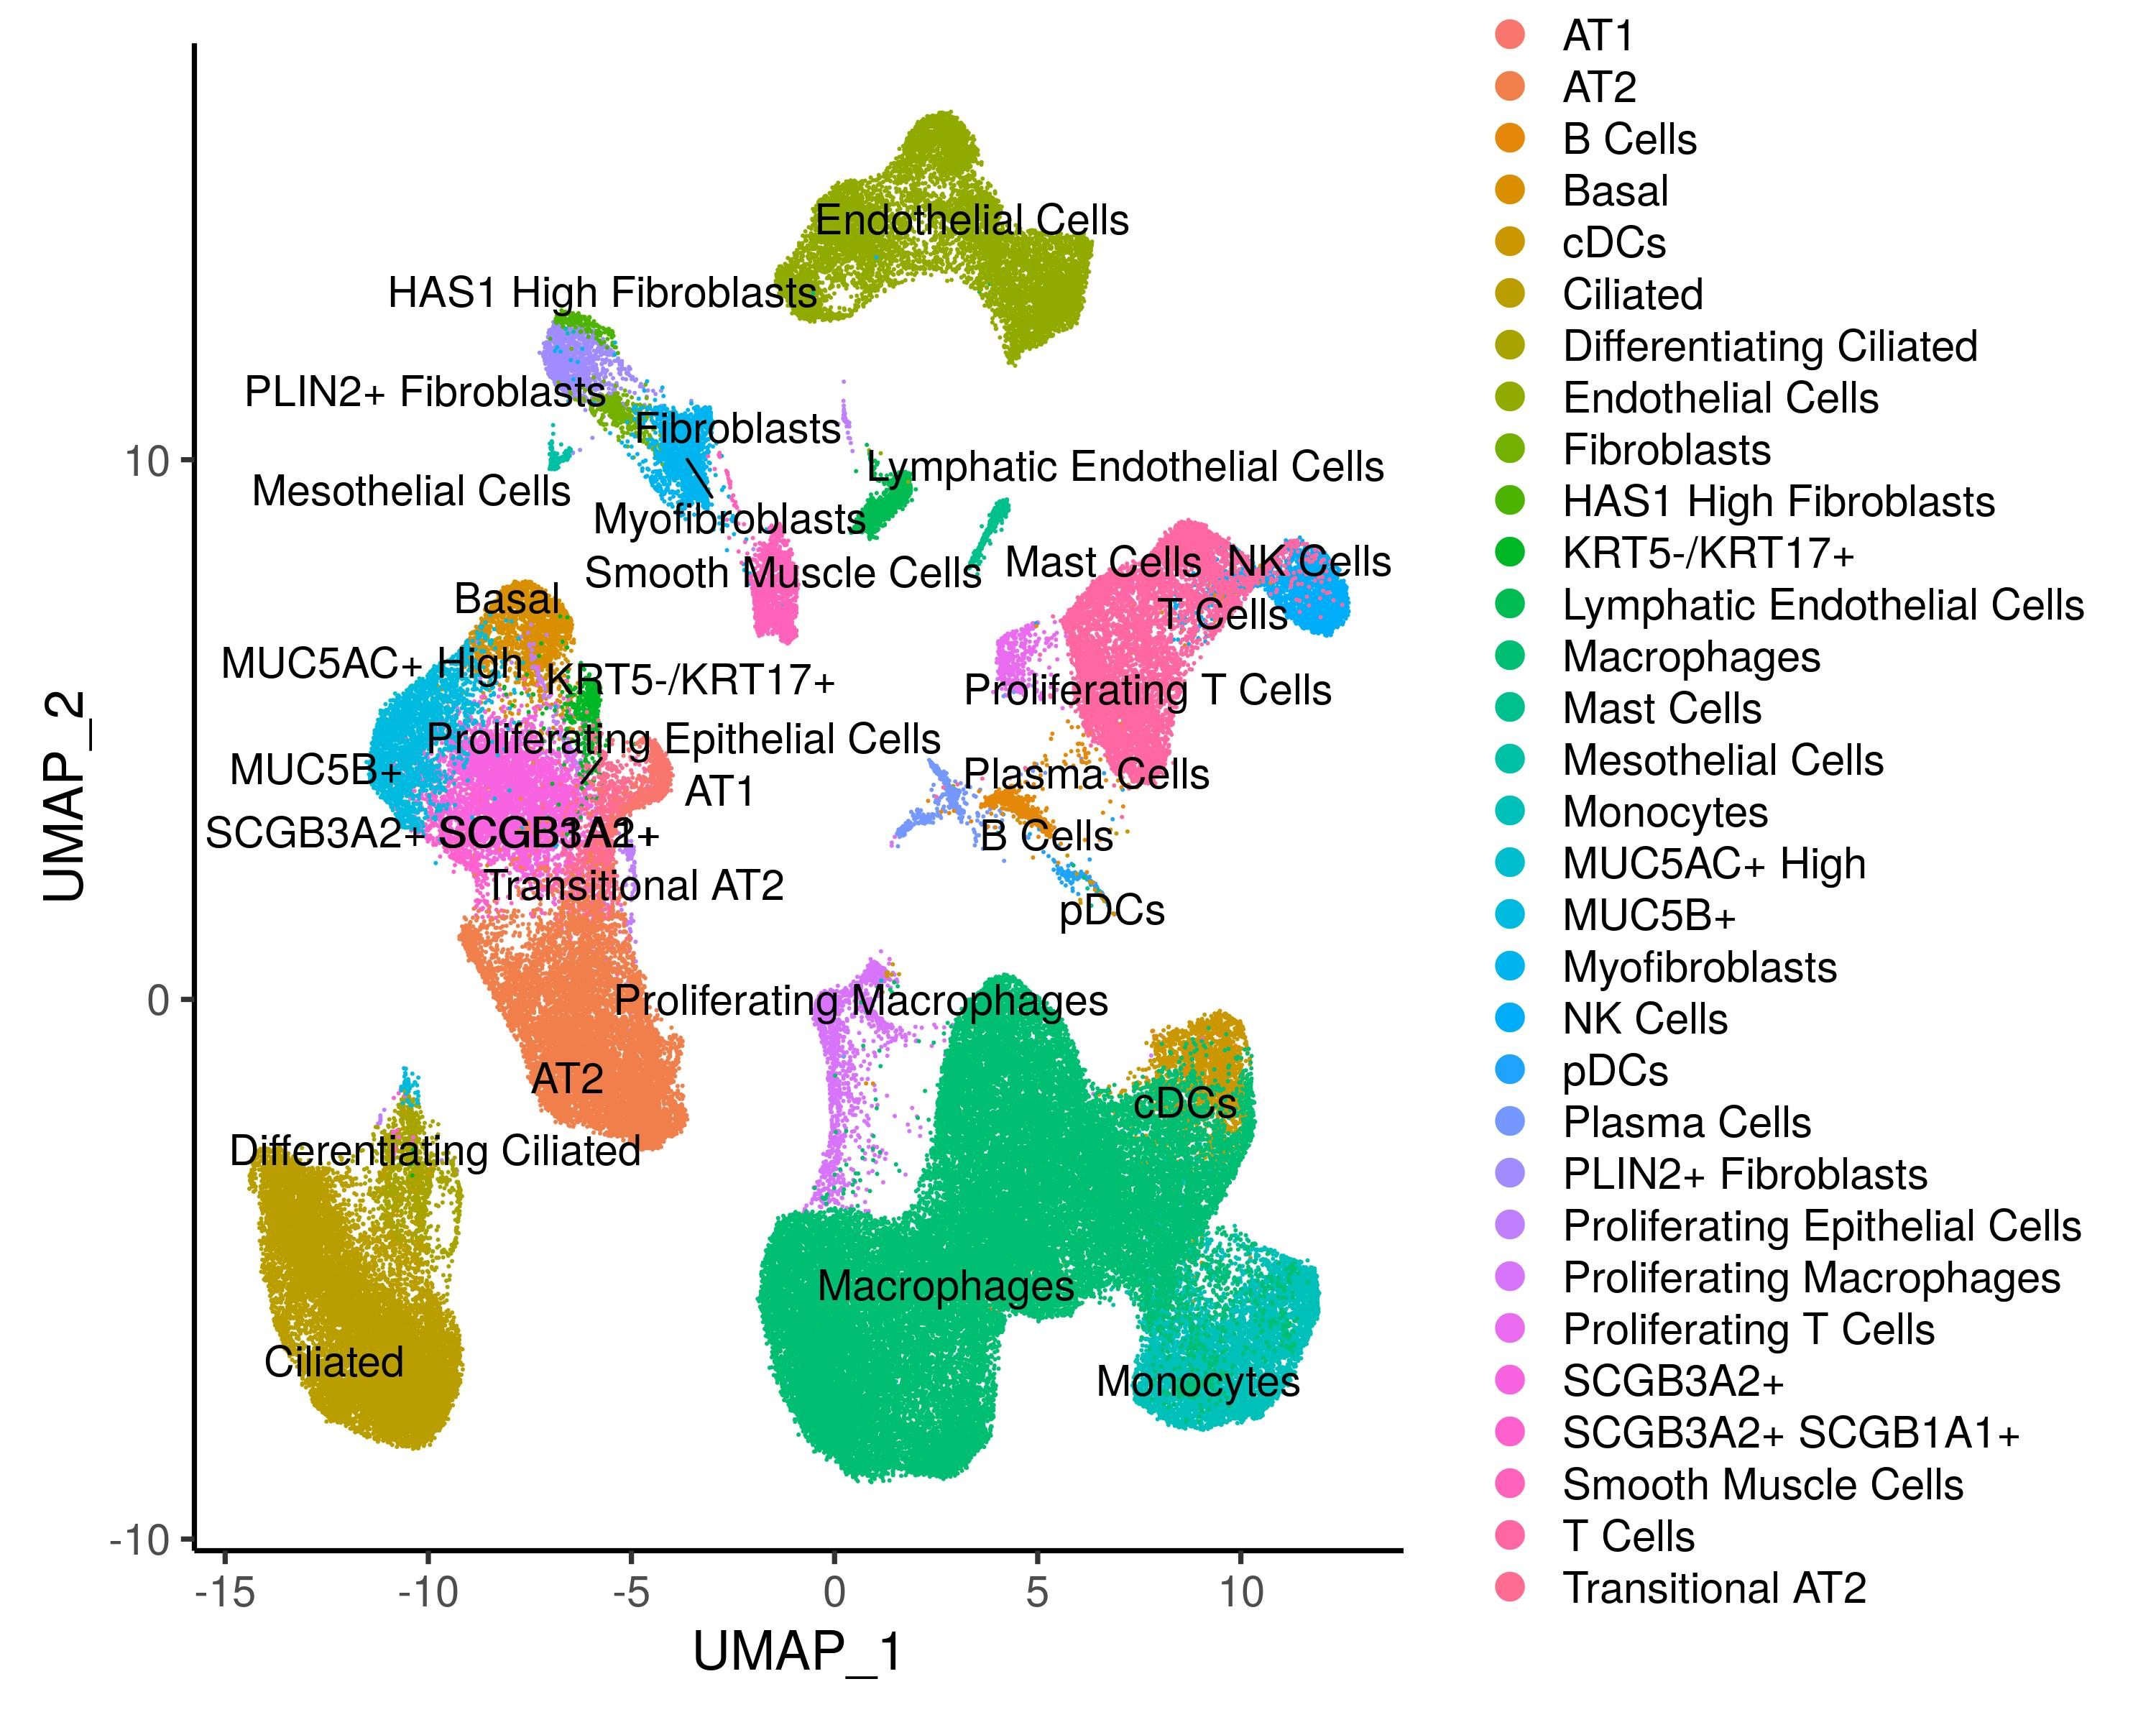 Endothelial Cells
HAS1 High Fibroblasts
PLIN2+ Fibroblasts
Fibroblasts
Lymphatic Endothelial Cells
Mesothelial Cells
Myofibroblasts
Smooth Muscle Cells
Mast Cells
NK Cells
T Cells
Basal
MUC5AC+ High
KRT5-/KRT17+
Proliferating T Cells
Proliferating Epithelial Cells
MUC5B+
AT1
Plasma Cells
SCGB3A2+ SCGB1A1+
SCGB3A2+
B Cells
Transitional AT2
pDCs
Proliferating Macrophages
AT2
cDCs
Differentiating Ciliated
Macrophages
Ciliated
Monocytes
10
0
-10
UMAP_2
-15
-10
-5
0
5
10
UMAP_1
AT1
AT2
B Cells
Basal
cDCs
Ciliated
Differentiating Ciliated
Endothelial Cells
Fibroblasts
HAS1 High Fibroblasts
KRT5-/KRT17+
Lymphatic Endothelial Cells
Macrophages
Mast Cells
Mesothelial Cells
Monocytes
MUC5AC+ High
MUC5B+
Myofibroblasts
NK Cells
pDCs
Plasma Cells
PLIN2+ Fibroblasts
Proliferating Epithelial Cells
Proliferating Macrophages
Proliferating T Cells
SCGB3A2+
SCGB3A2+ SCGB1A1+
Smooth Muscle Cells
T Cells
Transitional AT2